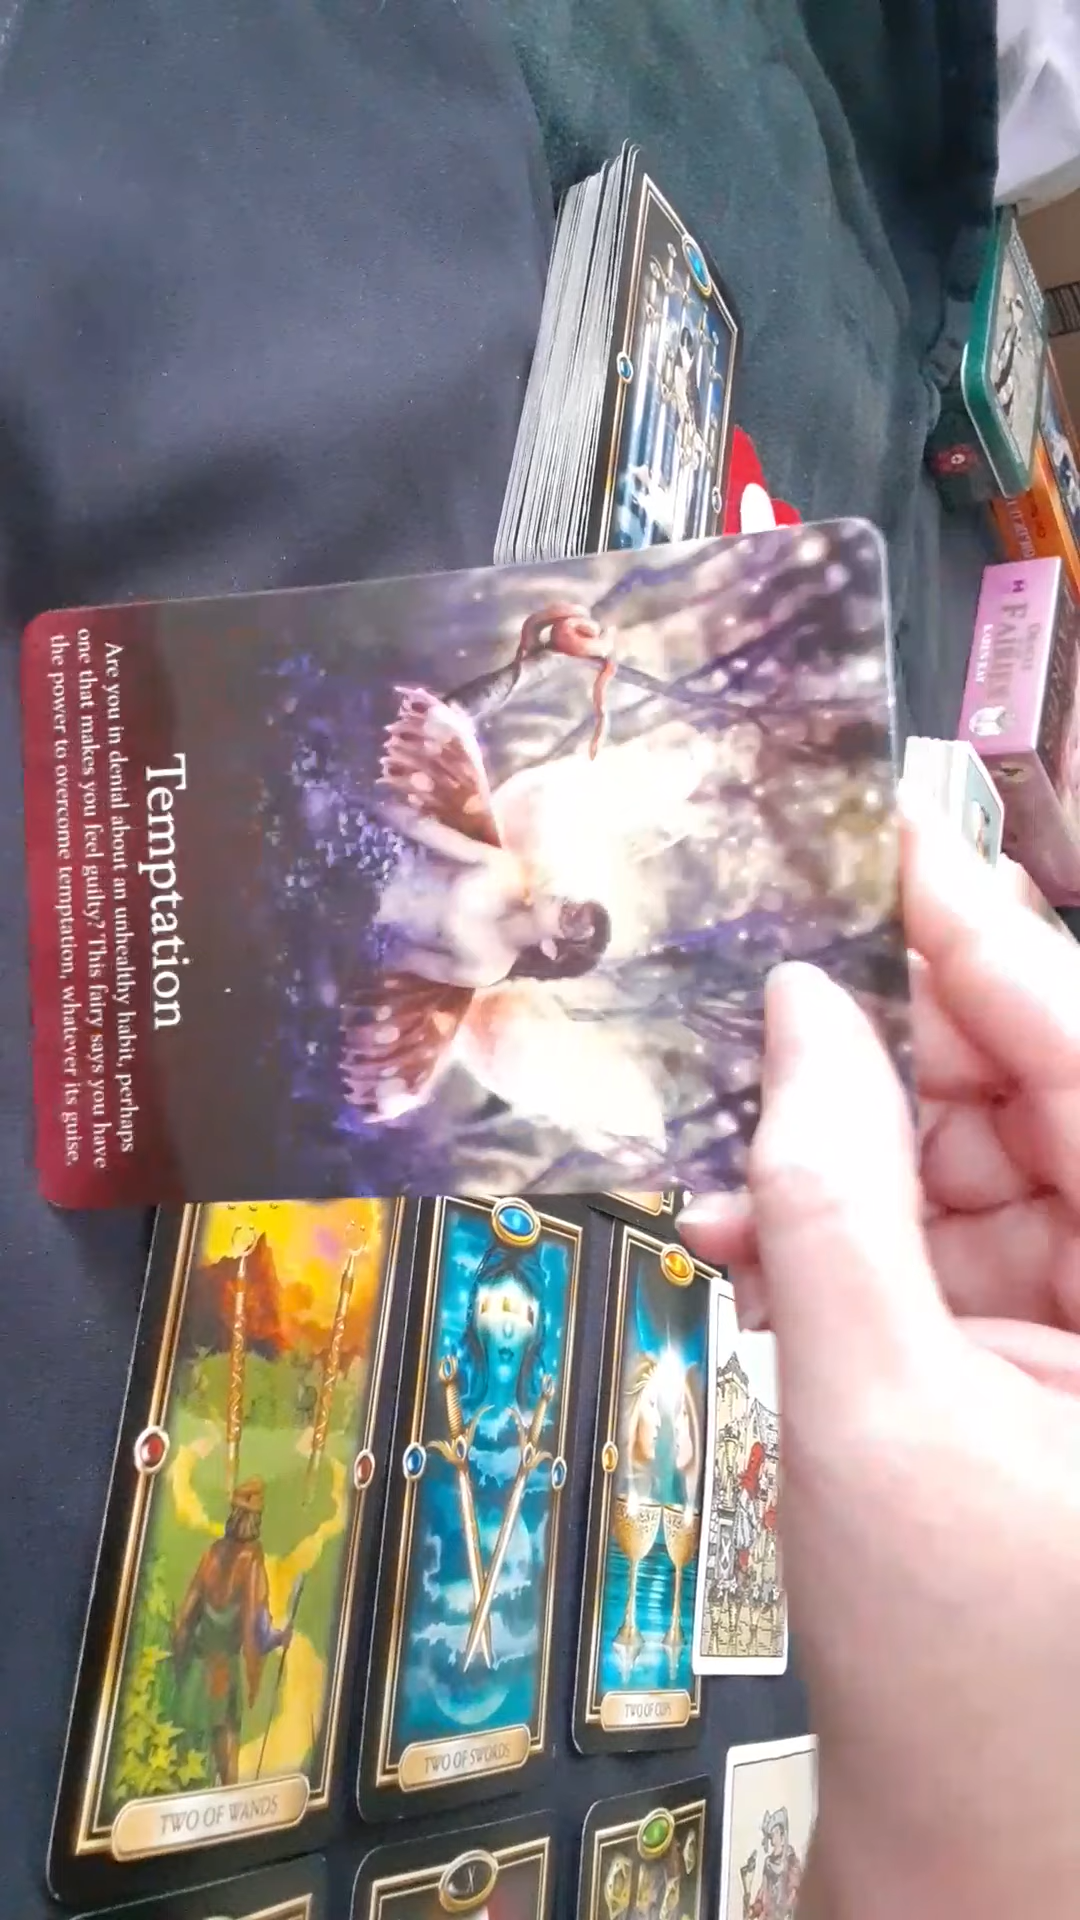 Temptation
Are you in denial about an unhealthy habit, perhaps
one that makes you feel guilty? This fairy says you have
the power to overcome temptation, whatever its guise.
TWO OF WANDS
TWO OF SWORDS
TWO OF CUPS